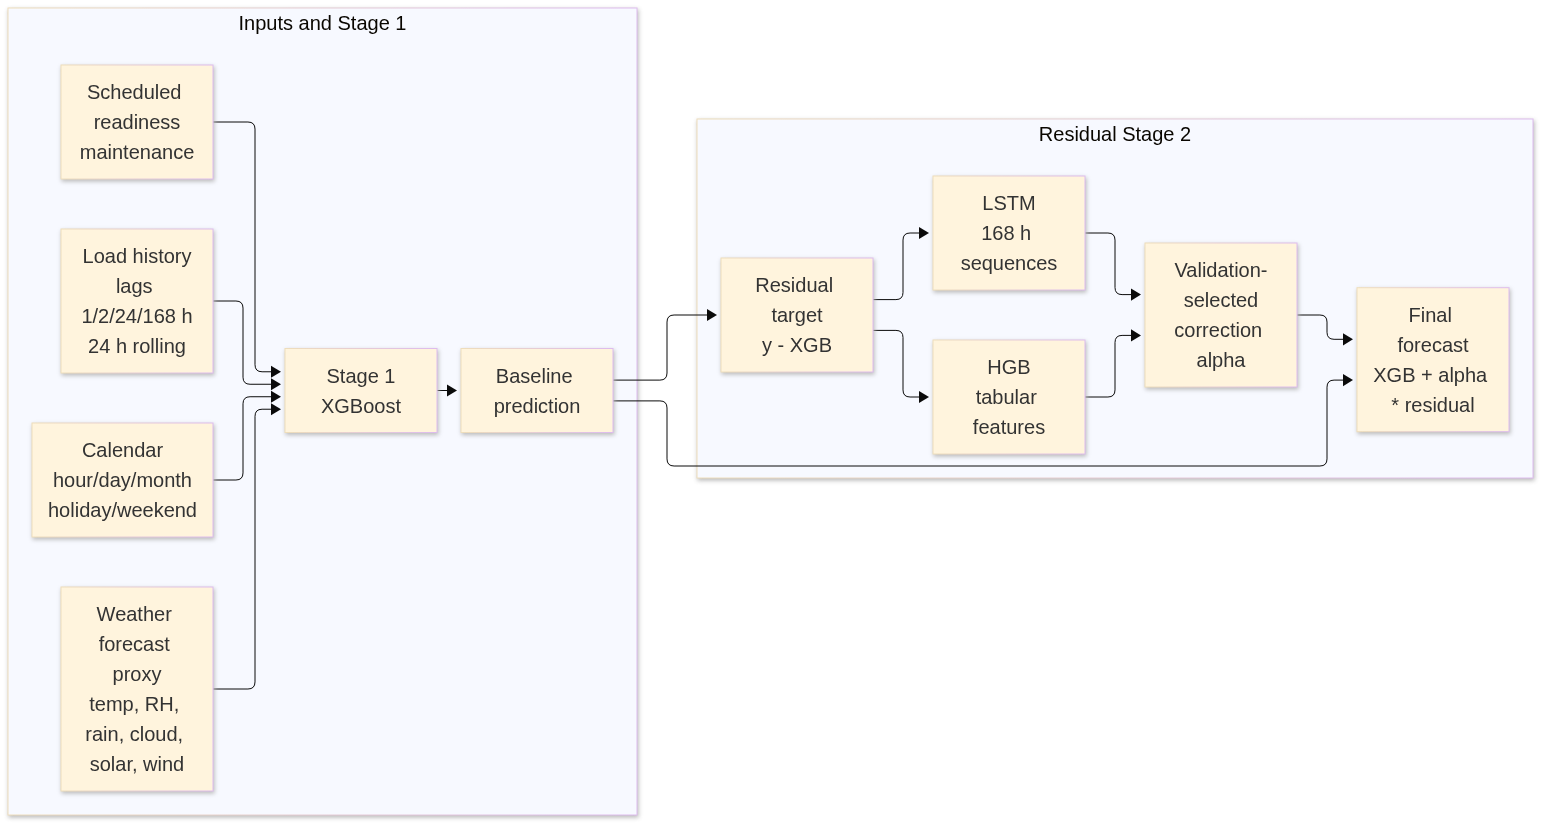 Inputs and Stage 1
Scheduled
readiness
maintenance
Load history
lags
1/2/24/168 h
24 h rolling
Calendar
hour/day/month
holiday/weekend
Weather
forecast
proxy
temp, RH,
rain, cloud,
solar, wind
Stage 1
XGBoost
Baseline
prediction
Residual Stage 2
Residual
target
y - XGB
LSTM
168 h
sequences
HGB
tabular
features
Validation-
selected
correction
alpha
Final
forecast
XGB + alpha
* residual